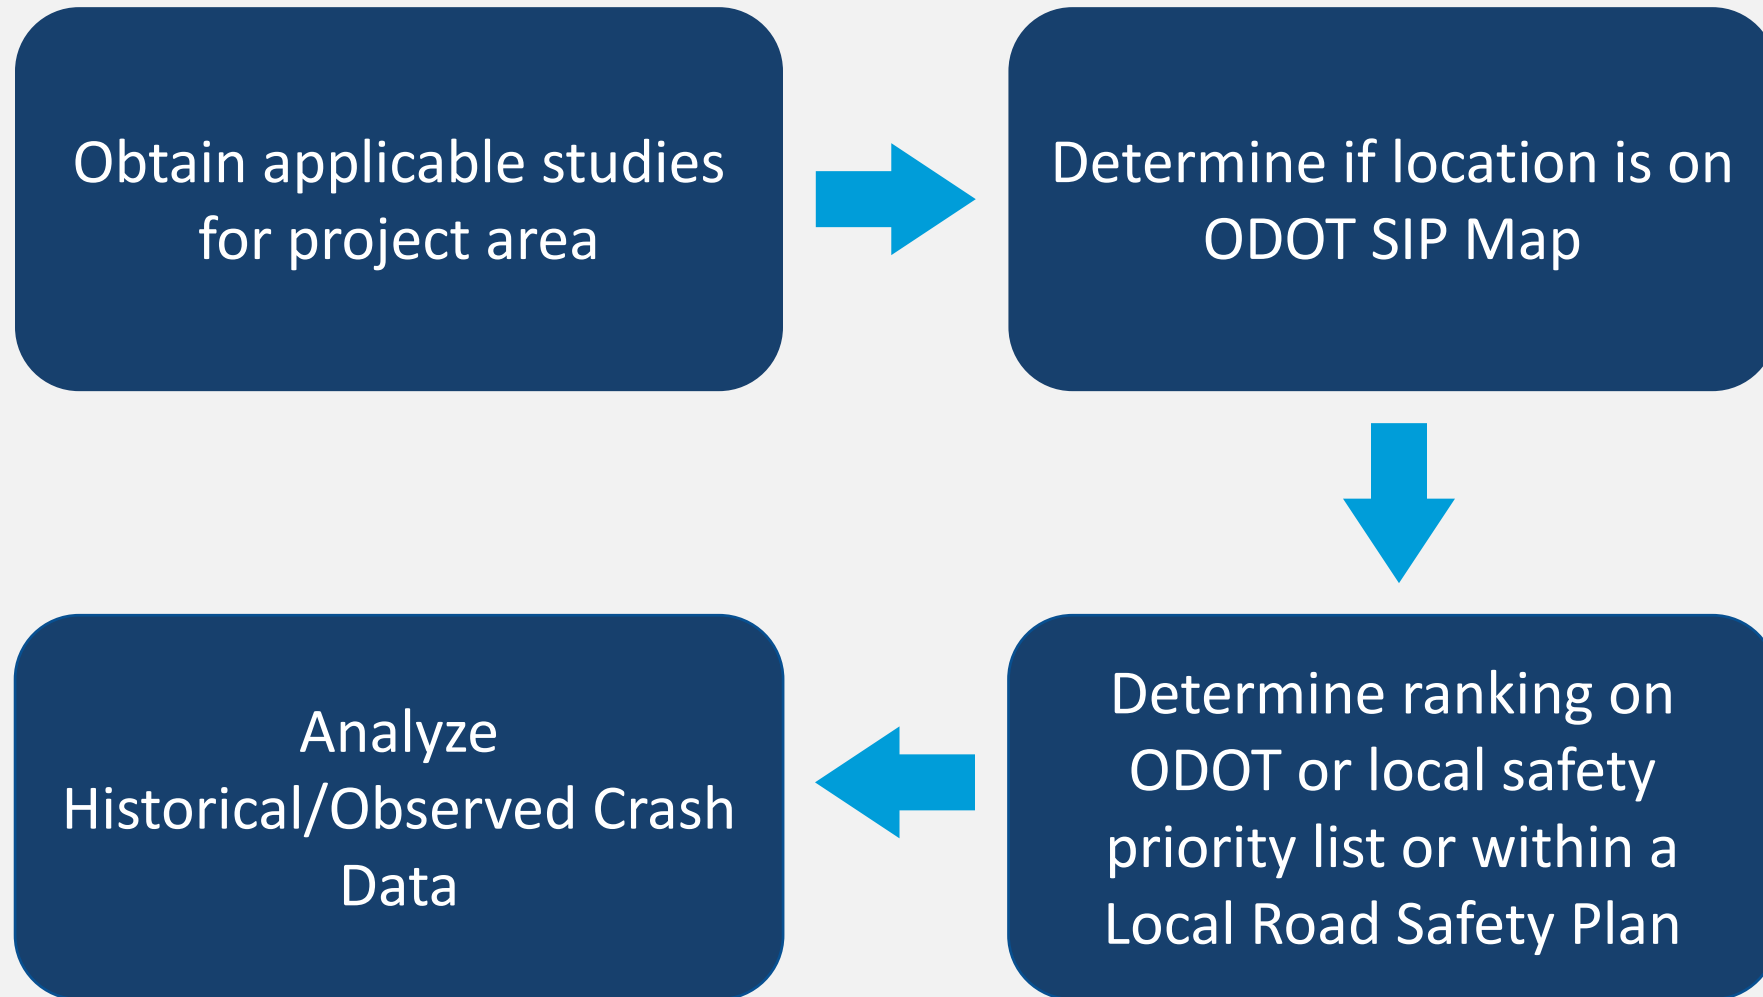 Obtain applicable studies
for project area
Determine if location is on
ODOT SIP Map
Determine ranking on
ODOT or local safety
priority list or within a
Local Road Safety Plan
Analyze
Historical/Observed Crash
Data